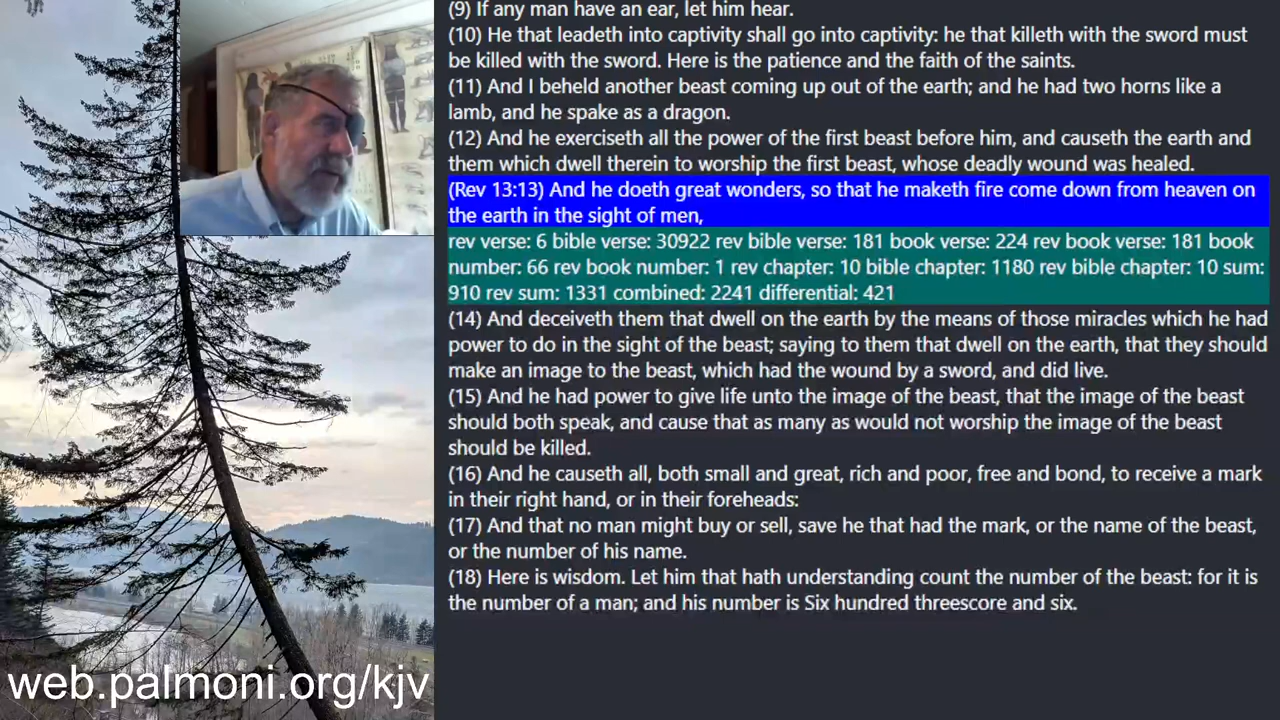 (9) If any man have an ear, let him hear.
(10) He that leadeth into captivity shall go into captivity: he that killeth with the sword must
be killed with the sword. Here is the patience and the faith of the saints.
(11) And I beheld another beast coming up out of the earth; and he had two horns like a
lamb, and he spake as a dragon.
(12) And he exerciseth all the power of the first beast before him, and causeth the earth and
them which dwell therein to worship the first beast, whose deadly wound was healed.
(Rev 13:13) And he doeth great wonders, so that he maketh fire come down from heaven on
the earth in the sight of men,
rev verse: 6 bible verse: 30922 rev bible verse: 181 book verse: 224 rev book verse: 181 book
number: 66 rev book number: 1 rev chapter: 10 bible chapter: 1180 rev bible chapter: 10 sum:
910 rev sum: 1331 combined: 2241 differential: 421
(14) And deceiveth them that dwell on the earth by the means of those miracles which he had
power to do in the sight of the beast; saying to them that dwell on the earth, that they should
make an image to the beast, which had the wound by a sword, and did live.
(15) And he had power to give life unto the image of the beast, that the image of the beast
should both speak, and cause that as many as would not worship the image of the beast
should be killed.
(16) And he causeth all, both small and great, rich and poor, free and bond, to receive a mark
in their right hand, or in their foreheads:
(17) And that no man might buy or sell, save he that had the mark, or the name of the beast,
or the number of his name.
(18) Here is wisdom. Let him that hath understanding count the number of the beast: for it is
the number of a man; and his number is Six hundred threescore and six.
web.palmoni.org/kjv